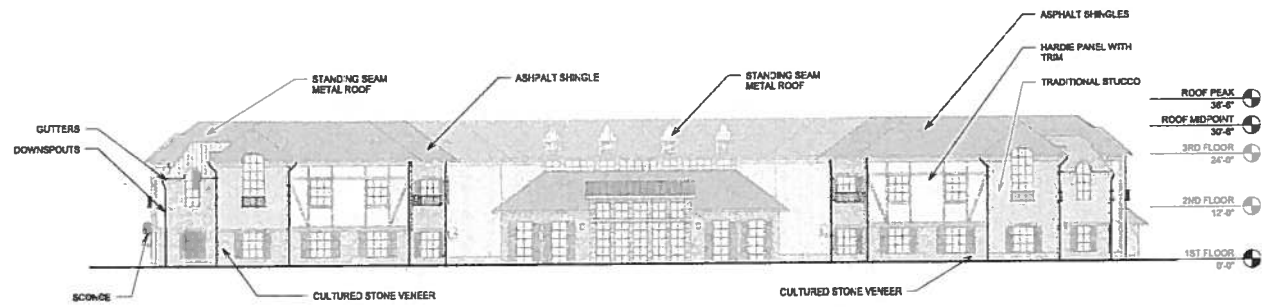 ASPHALT SHINGLES
HARDIE PANEL WITH
TRIM
STANDING SEAM
METAL ROOF
ASHPALT SHINGLE
STANDING SEAM
METAL ROOF
TRADITIONAL STUCCO
ROOF PEAK
36'-6"
GUTTERS
ROOF MIDPOINT
30'-6"
DOWNSPOUTS
3RD FLOOR
24'-0"
2ND FLOOR
12'-0"
1ST FLOOR
0'-0"
SCONCE
CULTURED STONE VENEER
CULTURED STONE VENEER